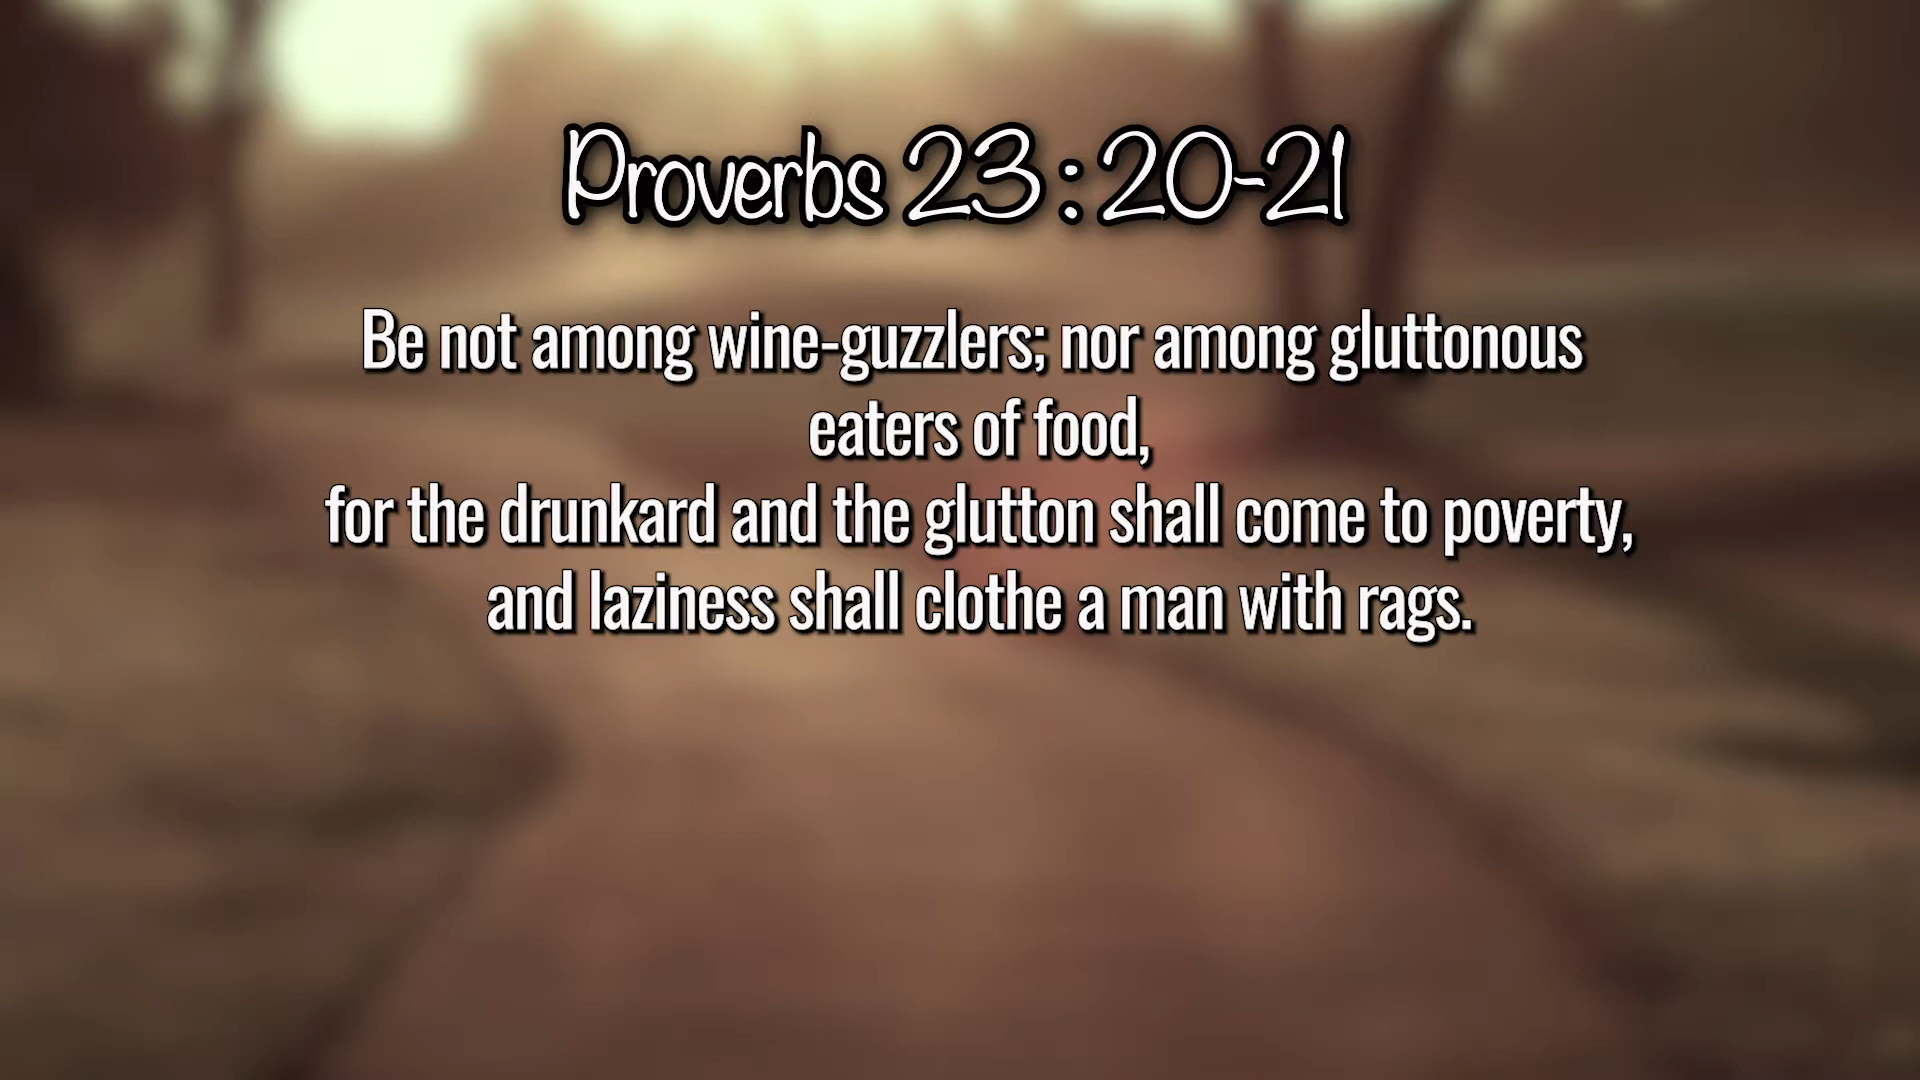 Proverbs 23:20-21
Be not among wine-guzzlers; nor among gluttonous
eaters of food,
for the drunkard and the glutton shall come to poverty,
and laziness shall clothe a man with rags.